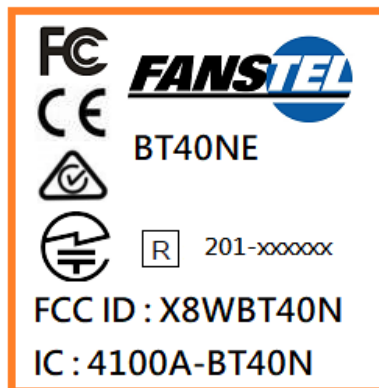 FC
CE
FANSTEL
BT40NE
R 201-xxxxxx
FCC ID : X8WBT40N
IC : 4100A-BT40N